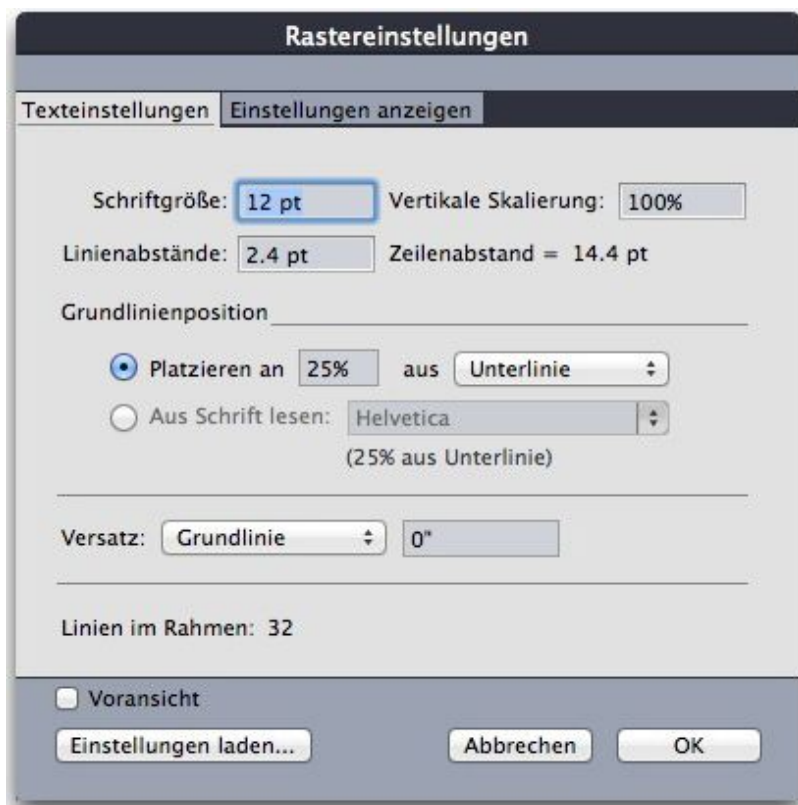 Rastereinstellungen
Texteinstellungen Einstellungen anzeigen
Schriftgröße: 12 pt Vertikale Skalierung: 100%
Linienabstände: 2.4 pt Zeilenabstand = 14.4 pt
Grundlinienposition
Platzieren an 25% aus Unterlinie
Aus Schrift lesen: Helvetica
(25% aus Unterlinie)
Versatz: Grundlinie 0"
Linien im Rahmen: 32
Voransicht
Einstellungen laden... Abbrechen OK